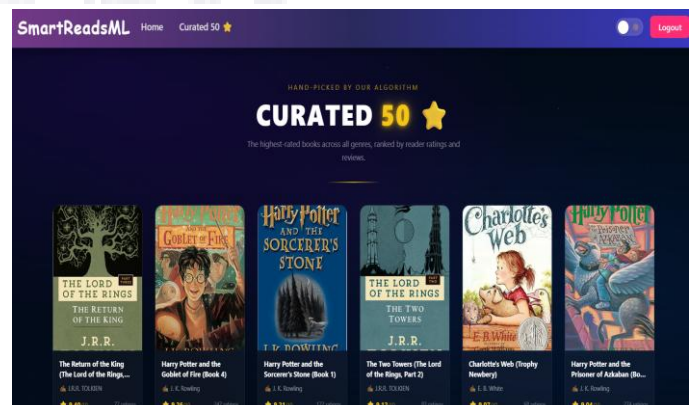 SmartReadsML Home Curated 50 ⭐ Logout
HAND-PICKED BY OUR ALGORITHM
CURATED 50 ⭐
The highest-rated books across all genres, ranked by reader ratings and
reviews.
THE LORD
OF THE RINGS
THE RETURN
OF THE KING
J.R.R.
The Return of the King
(The Lord of the Rings,...
J.R.R. TOLKIEN
Harry Potter
AND THE
GOBLET OF FIRE
Harry Potter and the
Goblet of Fire (Book 4)
J. K. Rowling
Harry Potter
AND THE
SORCERER'S
STONE
J.K. ROWLING
Harry Potter and the
Sorcerer's Stone (Book 1)
J. K. Rowling
THE LORD
OF THE RINGS
THE TWO
TOWERS
J.R.R.
The Two Towers (The Lord
of the Rings, Part 2)
J.R.R. TOLKIEN
Charlotte's
Web
E. B. White
Charlotte's Web (Trophy
Newbery)
E. B. White
Harry Potter
Harry Potter and the
Prisoner of Azkaban (Bo...
J. K. Rowling